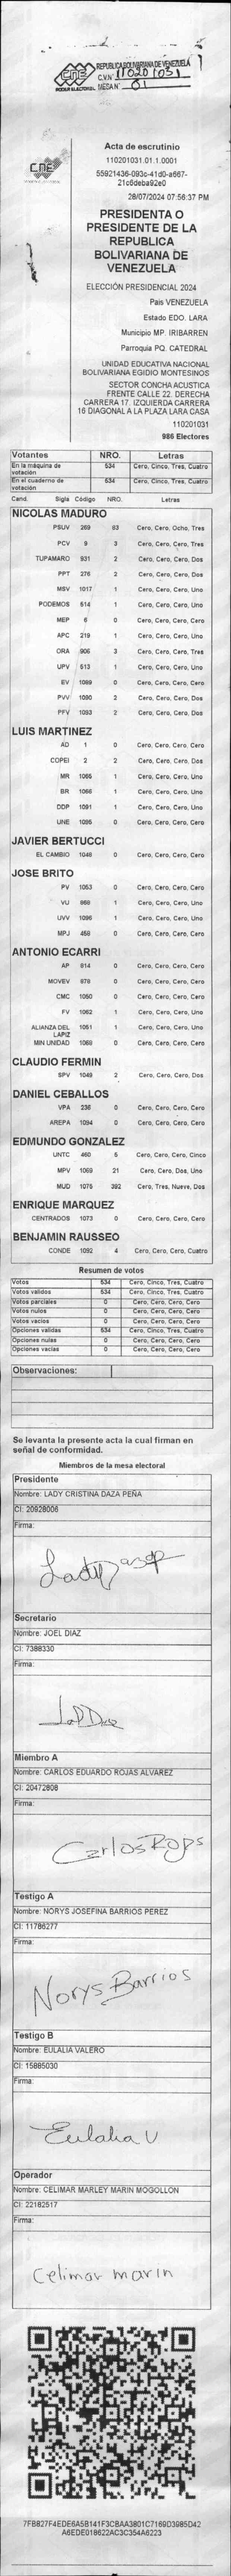 CNE
PODER ELECTORAL
REPUBLICA BOLIVARIANA DE VENEZUELA
C.V.Nº 110201031
MESA Nº 01
CNE
Acta de escrutinio
110201031.01.1.0001
55921436-093c-41d0-a667-
21c6deba92e0
28/07/2024 07:56:37 PM
PRESIDENTA O
PRESIDENTE DE LA
REPUBLICA
BOLIVARIANA DE
VENEZUELA
ELECCIÓN PRESIDENCIAL 2024
Pais VENEZUELA
Estado EDO. LARA
Municipio MP. IRIBARREN
Parroquia PQ. CATEDRAL
UNIDAD EDUCATIVA NACIONAL
BOLIVARIANA EGIDIO MONTESINOS
SECTOR CONCHA ACUSTICA
FRENTE CALLE 22. DERECHA
CARRERA 17. IZQUIERDA CARRERA
16 DIAGONAL A LA PLAZA LARA CASA
110201031
986 Electores
Votantes NRO. Letras
En la máquina de votación 534 Cero, Cinco, Tres, Cuatro
En el cuaderno de votación 534 Cero, Cinco, Tres, Cuatro
Cand. Sigla Código NRO. Letras
NICOLAS MADURO
PSUV 269 83 Cero, Cero, Ocho, Tres
PCV 9 3 Cero, Cero, Cero, Tres
TUPAMARO 931 2 Cero, Cero, Cero, Dos
PPT 276 2 Cero, Cero, Cero, Dos
MSV 1017 1 Cero, Cero, Cero, Uno
PODEMOS 514 1 Cero, Cero, Cero, Uno
MEP 6 0 Cero, Cero, Cero, Cero
APC 219 1 Cero, Cero, Cero, Uno
ORA 906 3 Cero, Cero, Cero, Tres
UPV 513 1 Cero, Cero, Cero, Uno
EV 1099 0 Cero, Cero, Cero, Cero
PVV 1090 2 Cero, Cero, Cero, Dos
PFV 1093 2 Cero, Cero, Cero, Dos
LUIS MARTINEZ
AD 1 0 Cero, Cero, Cero, Cero
COPEI 2 2 Cero, Cero, Cero, Dos
MR 1065 1 Cero, Cero, Cero, Uno
BR 1066 1 Cero, Cero, Cero, Uno
DDP 1091 1 Cero, Cero, Cero, Uno
UNE 1095 0 Cero, Cero, Cero, Cero
JAVIER BERTUCCI
EL CAMBIO 1048 0 Cero, Cero, Cero, Cero
JOSE BRITO
PV 1053 0 Cero, Cero, Cero, Cero
VU 868 1 Cero, Cero, Cero, Uno
UVV 1096 1 Cero, Cero, Cero, Uno
MPJ 458 0 Cero, Cero, Cero, Cero
ANTONIO ECARRI
AP 814 0 Cero, Cero, Cero, Cero
MOVEV 878 0 Cero, Cero, Cero, Cero
CMC 1050 0 Cero, Cero, Cero, Cero
FV 1062 1 Cero, Cero, Cero, Uno
ALIANZA DEL 1051 1 Cero, Cero, Cero, Uno
LAPIZ
MIN UNIDAD 1069 0 Cero, Cero, Cero, Cero
CLAUDIO FERMIN
SPV 1049 2 Cero, Cero, Cero, Dos
DANIEL CEBALLOS
VPA 238 0 Cero, Cero, Cero, Cero
AREPA 1094 0 Cero, Cero, Cero, Cero
EDMUNDO GONZALEZ
UNTC 460 5 Cero, Cero, Cero, Cinco
MPV 1069 21 Cero, Cero, Dos, Uno
MUD 1075 392 Cero, Tres, Nueve, Dos
ENRIQUE MARQUEZ
CENTRADOS 1073 0 Cero, Cero, Cero, Cero
BENJAMIN RAUSSEO
CONDE 1092 4 Cero, Cero, Cero, Cuatro
Resumen de votos
Votos 534 Cero, Cinco, Tres, Cuatro
Votos validos 534 Cero, Cinco, Tres, Cuatro
Votos parciales 0 Cero, Cero, Cero, Cero
Votos nulos 0 Cero, Cero, Cero, Cero
Votos vacios 0 Cero, Cero, Cero, Cero
Opciones validas 534 Cero, Cinco, Tres, Cuatro
Opciones nulas 0 Cero, Cero, Cero, Cero
Opciones vacias 0 Cero, Cero, Cero, Cero
Observaciones:
Se levanta la presente acta la cual firman en
señal de conformidad.
Miembros de la mesa electoral
Presidente
Nombre: LADY CRISTINA DAZA PEÑA
CI: 20928006
Firma:
Secretario
Nombre: JOEL DIAZ
CI: 7388330
Firma:
Miembro A
Nombre: CARLOS EDUARDO ROJAS ALVAREZ
CI: 20472808
Firma:
Carlos Rojas
Testigo A
Nombre: NORYS JOSEFINA BARRIOS PEREZ
CI: 11786277
Firma:
Norys Barrios
Testigo B
Nombre: EULALIA VALERO
CI: 15885030
Firma:
Eulalia V
Operador
Nombre: CELIMAR MARLEY MARIN MOGOLLON
CI: 22182517
Firma:
Celimar marin
7FB827F4EDE6A5B141F3CBAA3801C7169D3985D42
A6EDE018622AC3C354A6223